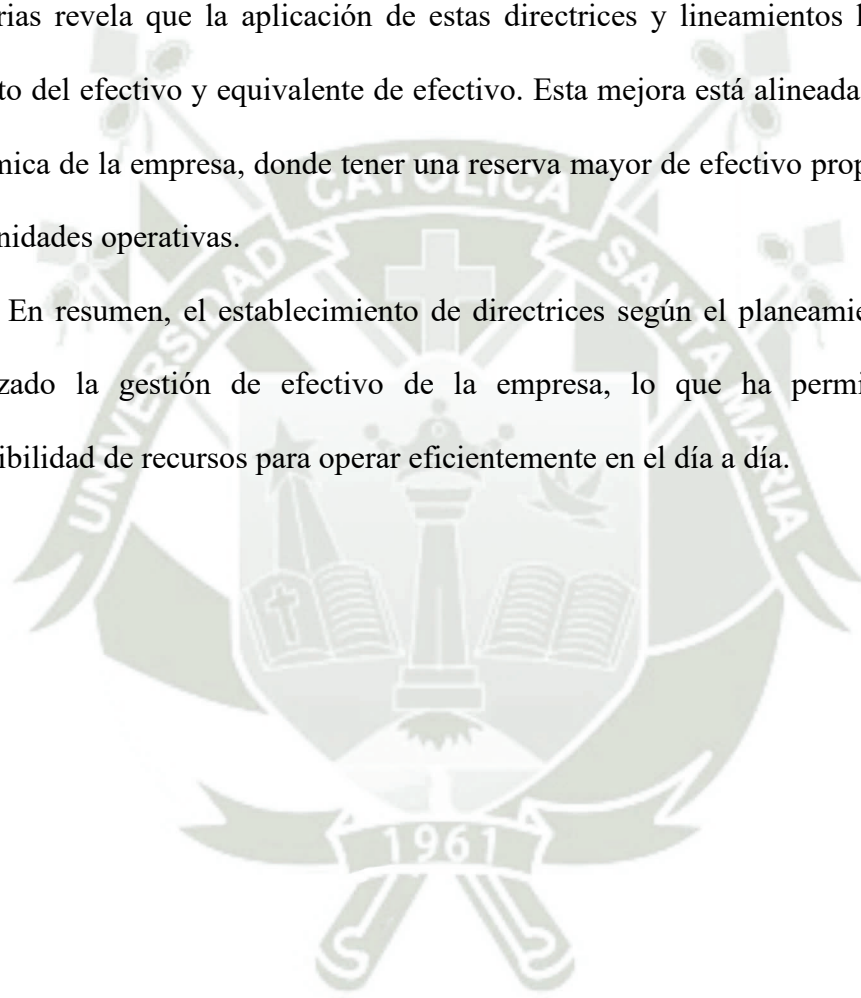 rias revela que la aplicación de estas directrices y lineamientos
to del efectivo y equivalente de efectivo. Esta mejora está alineada
mica de la empresa, donde tener una reserva mayor de efectivo prop
nidades operativas.
En resumen, el establecimiento de directrices según el planeamie
zado la gestión de efectivo de la empresa, lo que ha permi
ibilidad de recursos para operar eficientemente en el día a día.
UNIVERSIDAD CATOLICA SANTA MARIA
1961